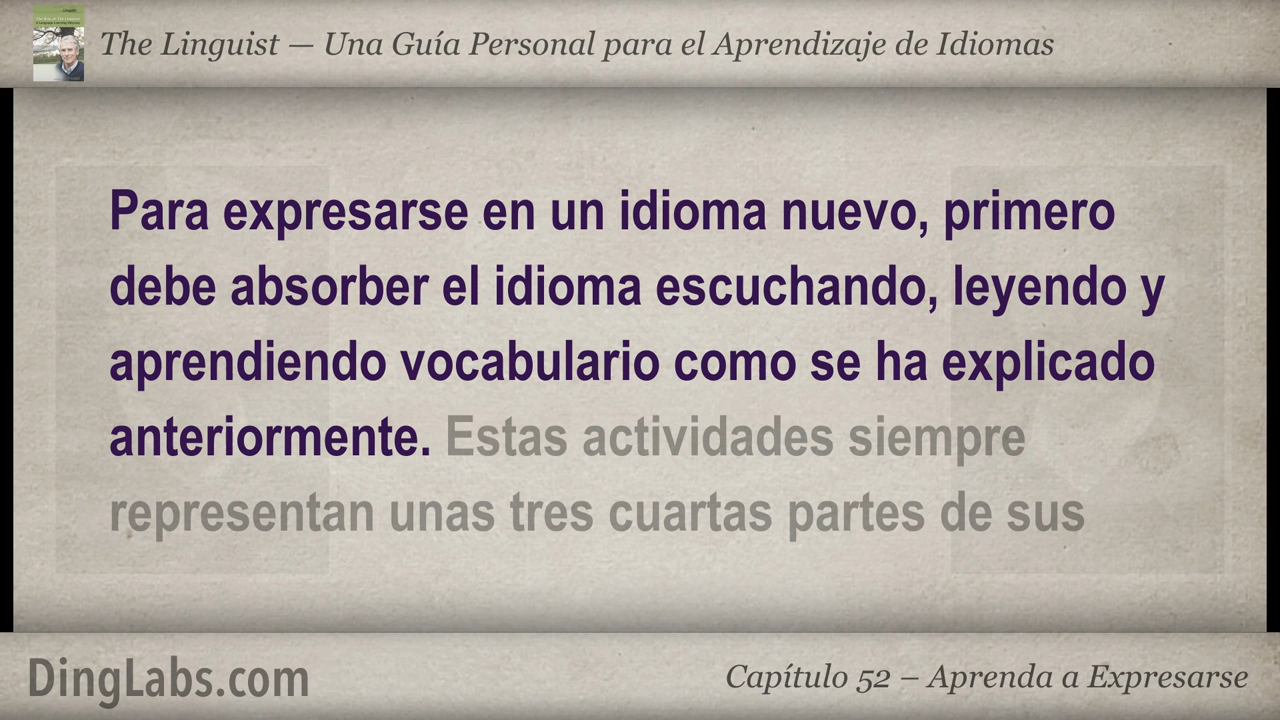 The Linguist — Una Guía Personal para el Aprendizaje de Idiomas
Para expresarse en un idioma nuevo, primero
debe absorber el idioma escuchando, leyendo y
aprendiendo vocabulario como se ha explicado
anteriormente. Estas actividades siempre
representan unas tres cuartas partes de sus
DingLabs.com
Capítulo 52 – Aprenda a Expresarse